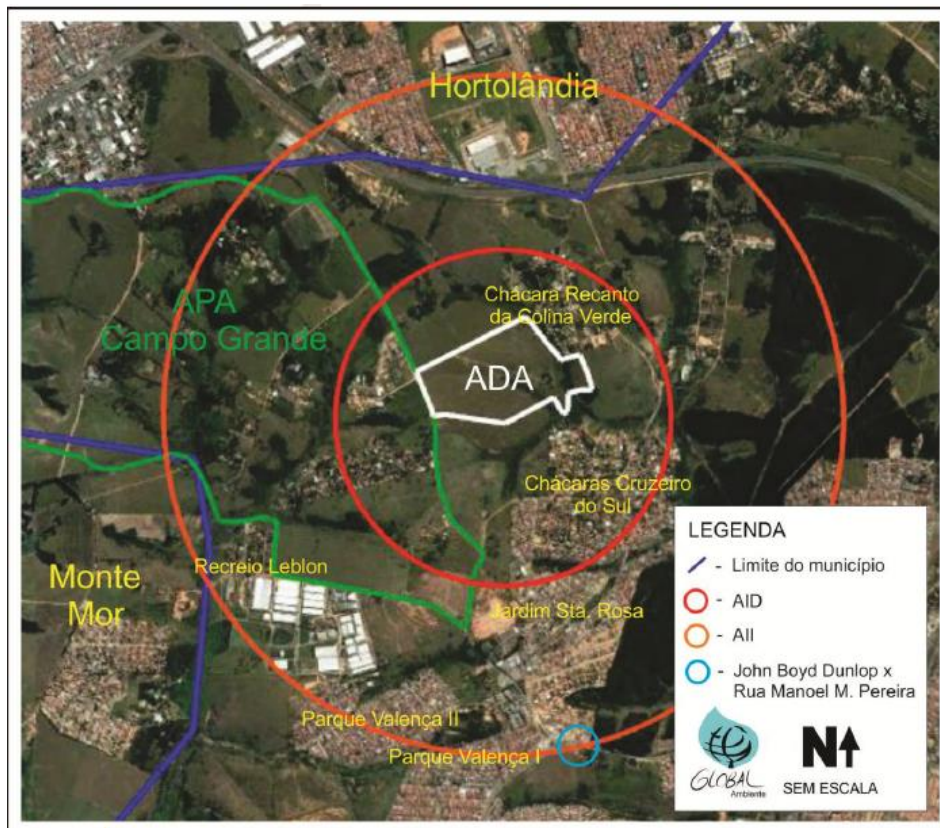 Hortolândia
Chácara Recanto
da Colina Verde
APA
Campo Grande
ADA
Chácaras Cruzeiro
do Sul
Recreio Leblon
Monte
Mor
Jardim Sta. Rosa
Parque Valença II
Parque Valença I
LEGENDA
- Limite do município
- AID
- AII
- John Boyd Dunlop x
Rua Manoel M. Pereira
GLOBAL
Ambiente
N
SEM ESCALA